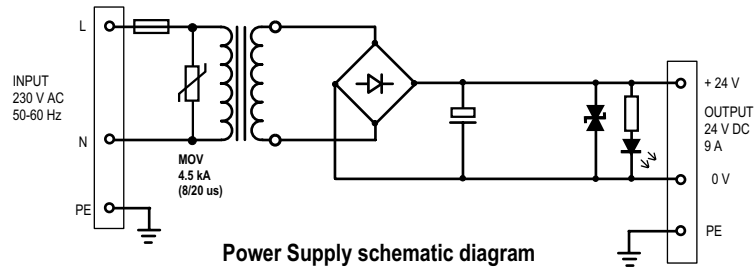 L
INPUT
230 V AC
50-60 Hz
N
PE
MOV
4.5 kA
(8/20 us)
+ 24 V
OUTPUT
24 V DC
9 A
0 V
PE
Power Supply schematic diagram